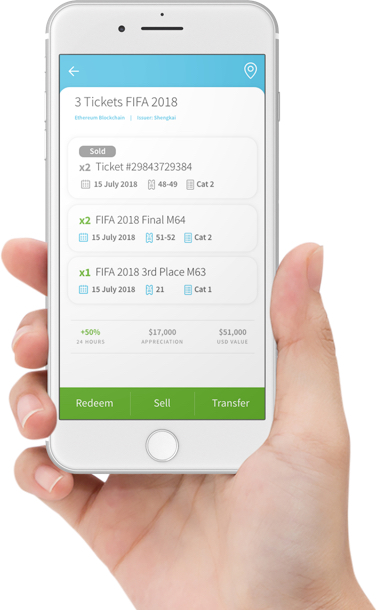 3 Tickets FIFA 2018
Ethereum Blockchain | Issuer: Shengkai
Sold
x2 Ticket #29843729384
15 July 2018 48-49 Cat 2
x2 FIFA 2018 Final M64
15 July 2018 51-52 Cat 2
x1 FIFA 2018 3rd Place M63
15 July 2018 21 Cat 1
+50% $17,000 $51,000
24 HOURS APPRECIATION USD VALUE
Redeem Sell Transfer